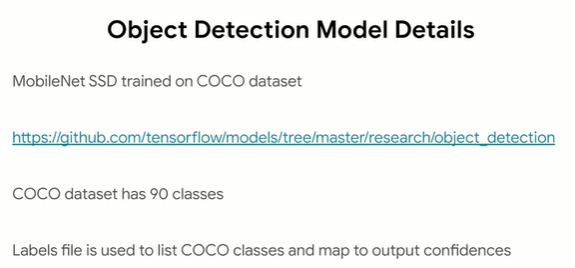 Object Detection Model Details
MobileNet SSD trained on COCO dataset
https://github.com/tensorflow/models/tree/master/research/object_detection
COCO dataset has 90 classes
Labels file is used to list COCO classes and map to output confidences